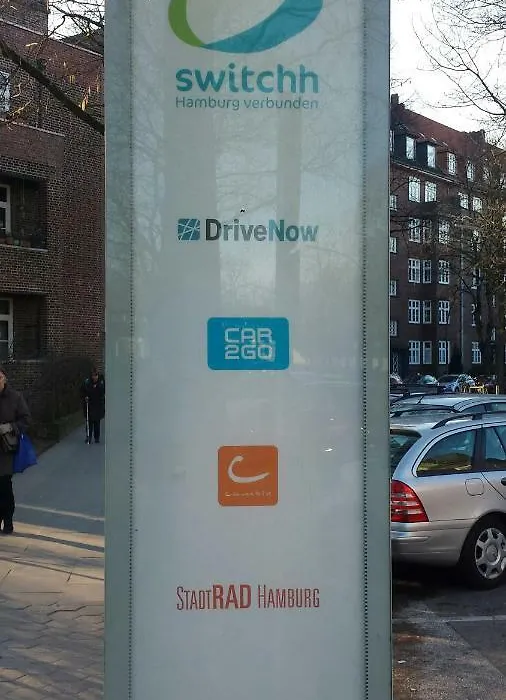 switchh
Hamburg verbunden
DriveNow
CAR
2GO
STADTRAD HAMBURG